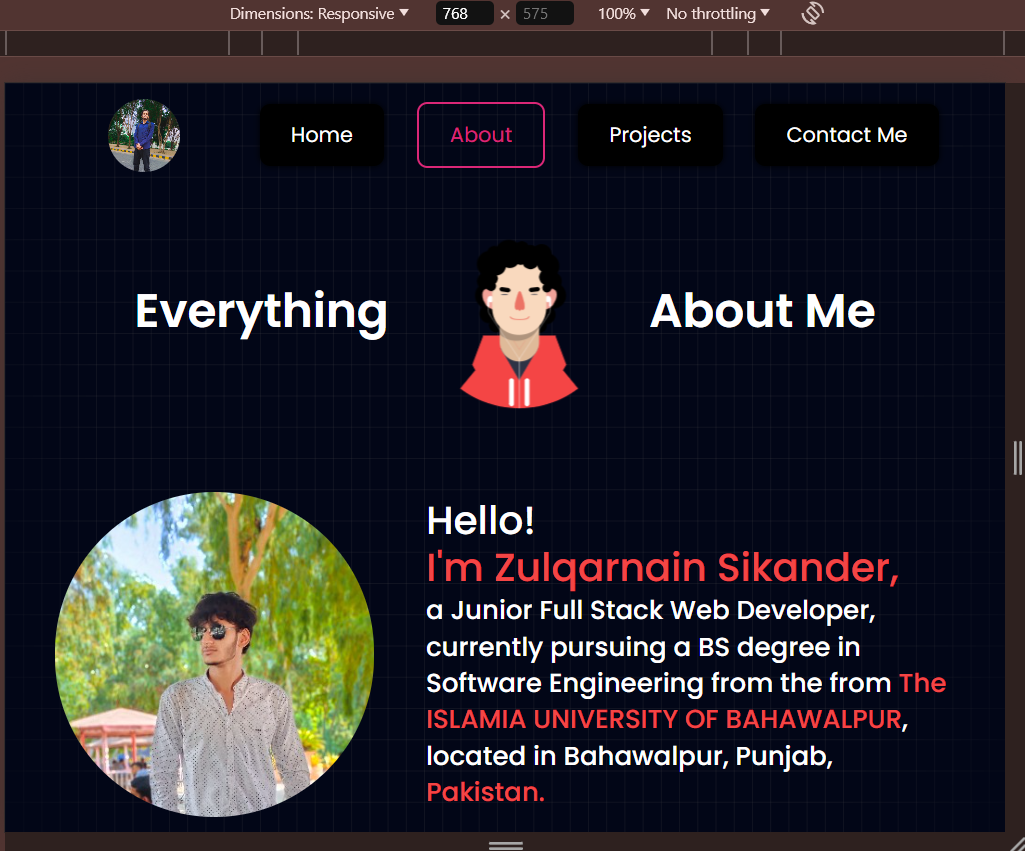 Dimensions: Responsive 768 × 575 100% No throttling
Home About Projects Contact Me
Everything About Me
Hello!
I'm Zulqarnain Sikander,
a Junior Full Stack Web Developer,
currently pursuing a BS degree in
Software Engineering from the from The
ISLAMIA UNIVERSITY OF BAHAWALPUR,
located in Bahawalpur, Punjab,
Pakistan.